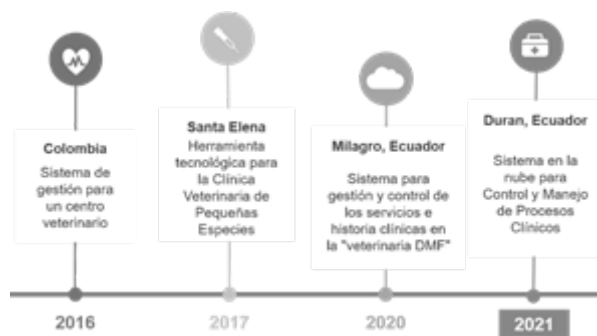 Colombia
Sistema de
gestión para
un centro
veterinario
Santa Elena
Herramienta
tecnológica para
la Clínica
Veterinaria de
Pequeñas
Especies
Milagro, Ecuador
Sistema para
gestión y control de
los servicios e
historia clínicas en
la "veterinaria DMF"
Duran, Ecuador
Sistema en la
nube para
Control y Manejo
de Procesos
Clínicos
2016
2017
2020
2021